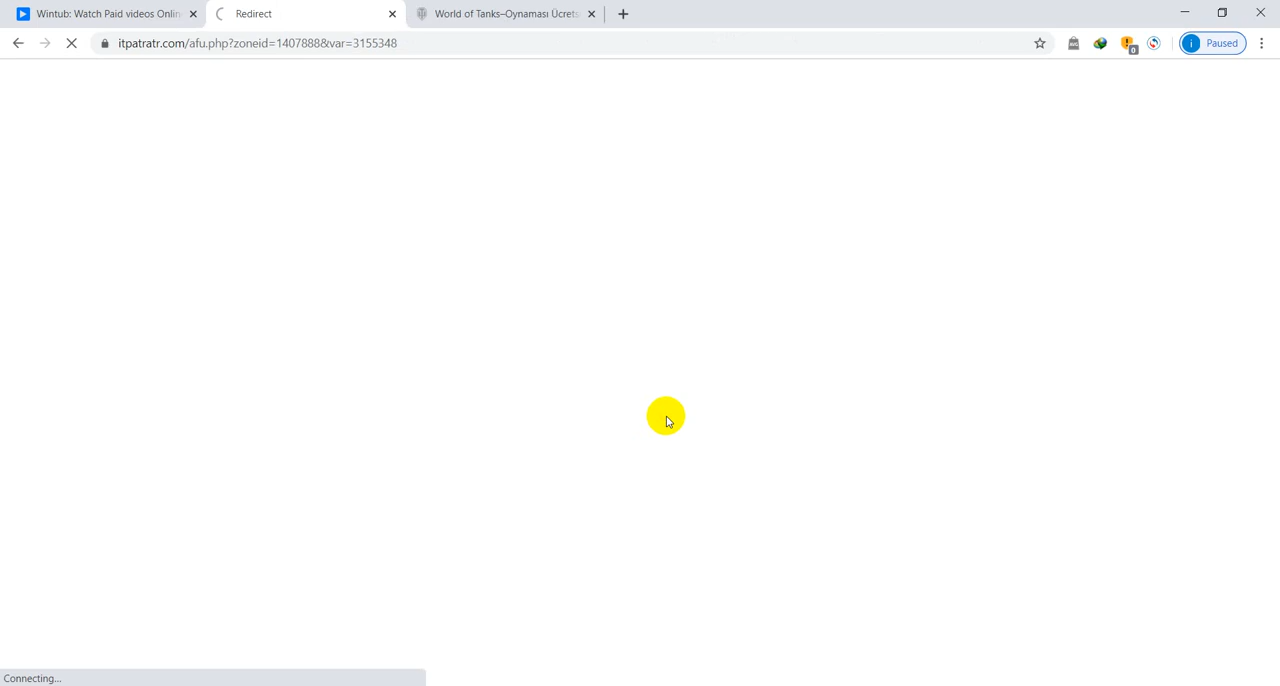 Wintub: Watch Paid videos Onlin
Redirect
World of Tanks–Oynaması Ücrets
itpatratr.com/afu.php?zoneid=1407888&var=3155348
0
i
Paused
Connecting...